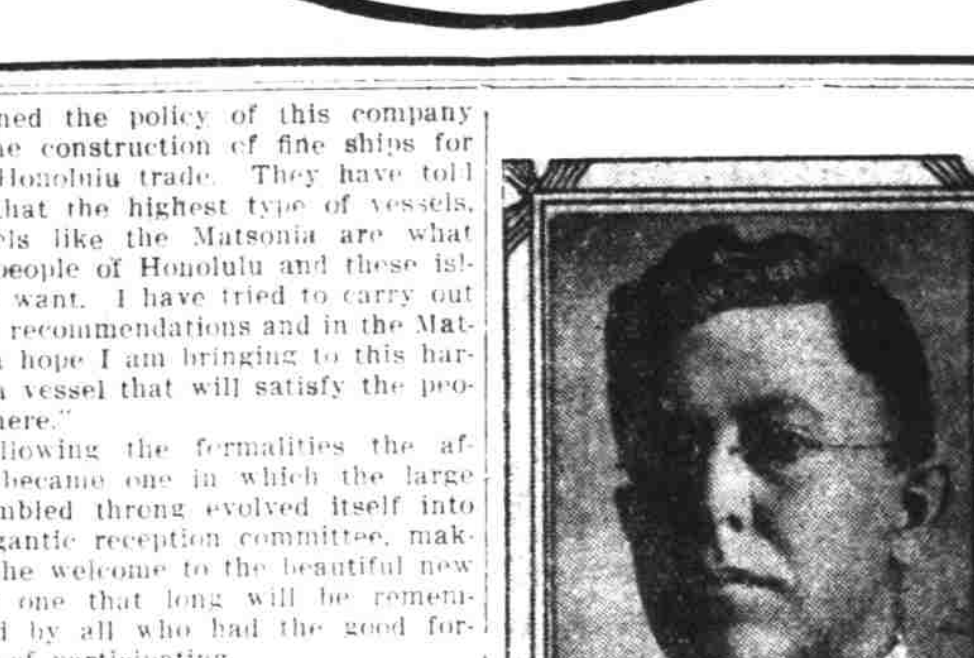 ned the policy of this company
he construction of fine ships for
Honolulu trade. They have told
hat the highest type of vessels,
els like the Matsonia are what
people of Honolulu and these isl-
want. I have tried to carry out
recommendations and in the Mat-
hope I am bringing to this har-
a vessel that will satisfy the peo-
here."
llowing the formalities the af-
became one in which the large
mbled throng evolved itself into
gantic reception committee, mak-
he welcome to the beautiful new
one that long will be remem-
d by all who had the good for-
of participating